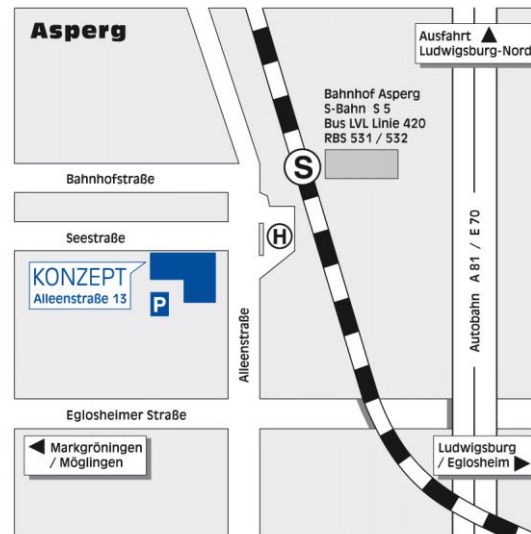 Asperg
Ausfahrt ▲
Ludwigsburg-Nord
Bahnhof Asperg
S-Bahn S 5
Bus LVL Linie 420
RBS 531 / 532
S
Bahnhofstraße
Seestraße
H
KONZEPT
Alleenstraße 13
P
Alleenstraße
Autobahn A 81 / E 70
Eglosheimer Straße
◀ Markgröningen
/ Möglingen
Ludwigsburg
/ Eglosheim ▶